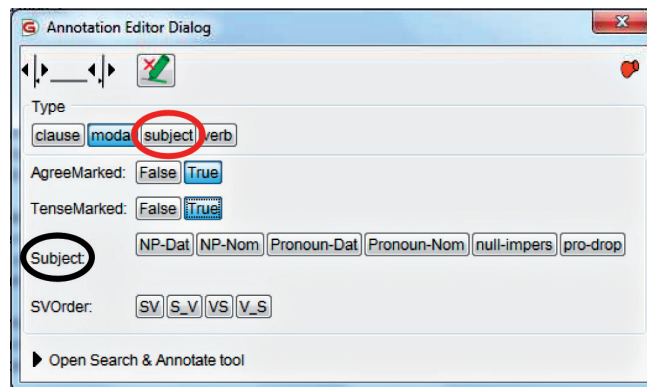 Annotation Editor Dialog
Type
clause moda subject verb
AgreeMarked: False True
TenseMarked: False True
Subject: NP-Dat NP-Nom Pronoun-Dat Pronoun-Nom null-impers pro-drop
SVOrder: SV S_V VS V_S
Open Search & Annotate tool